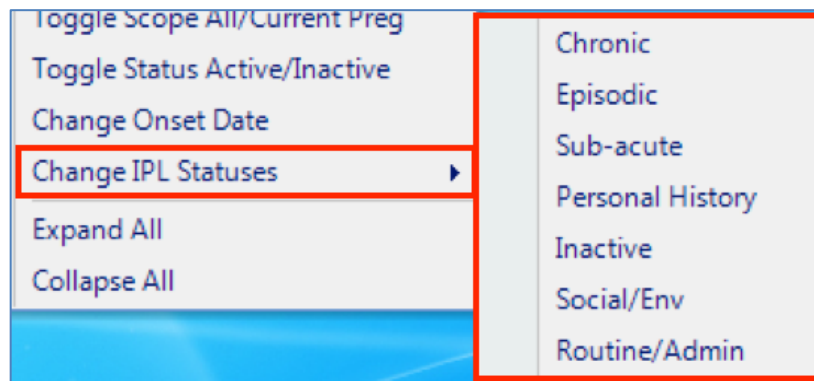 Toggle Scope All/Current Preg
Toggle Status Active/Inactive
Change Onset Date
Change IPL Statuses
Expand All
Collapse All
Chronic
Episodic
Sub-acute
Personal History
Inactive
Social/Env
Routine/Admin